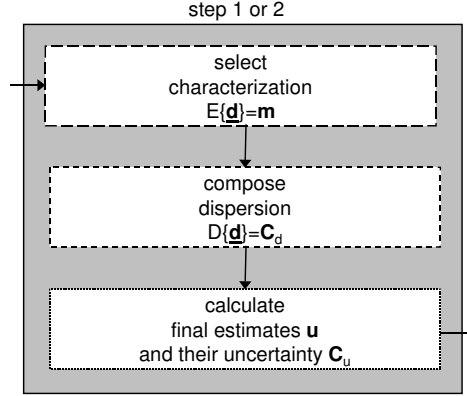 step 1 or 2
select
characterization
E{d}=m
compose
dispersion
D{d}=Cd
calculate
final estimates u
and their uncertainty Cu